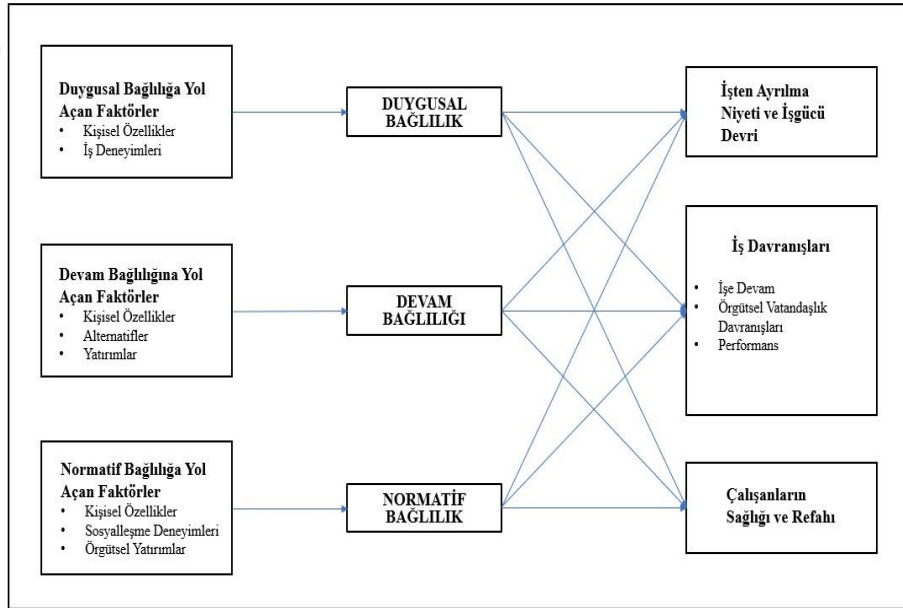 Duygusal Bağlılığa Yol
Açan Faktörler
• Kişisel Özellikler
• İş Deneyimleri
DUYGUSAL
BAĞLILIK
İşten Ayrılma
Niyeti ve İşgücü
Devri
Devam Bağlılığına Yol
Açan Faktörler
• Kişisel Özellikler
• Alternatifler
• Yatırımlar
DEVAM
BAĞLILIĞI
İş Davranışları
• İşe Devam
• Örgütsel Vatandaşlık
Davranışları
• Performans
Normatif Bağlılığa Yol
Açan Faktörler
• Kişisel Özellikler
• Sosyalleşme Deneyimleri
• Örgütsel Yatırımlar
NORMATİF
BAĞLILIK
Çalışanların
Sağlığı ve Refahı